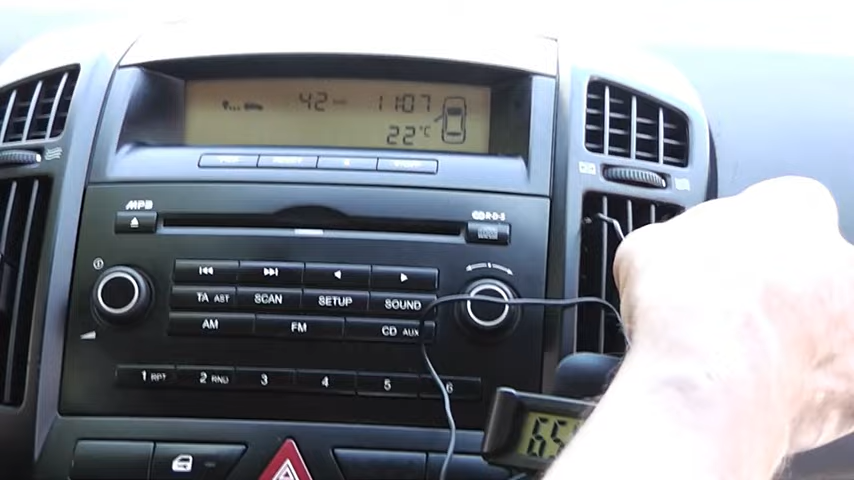 42 11:07
22°C
MP3
RDS
TA AST SCAN SETUP SOUND
AM FM CD AUX
1 RPT 2 RND 3 4 5 6
65